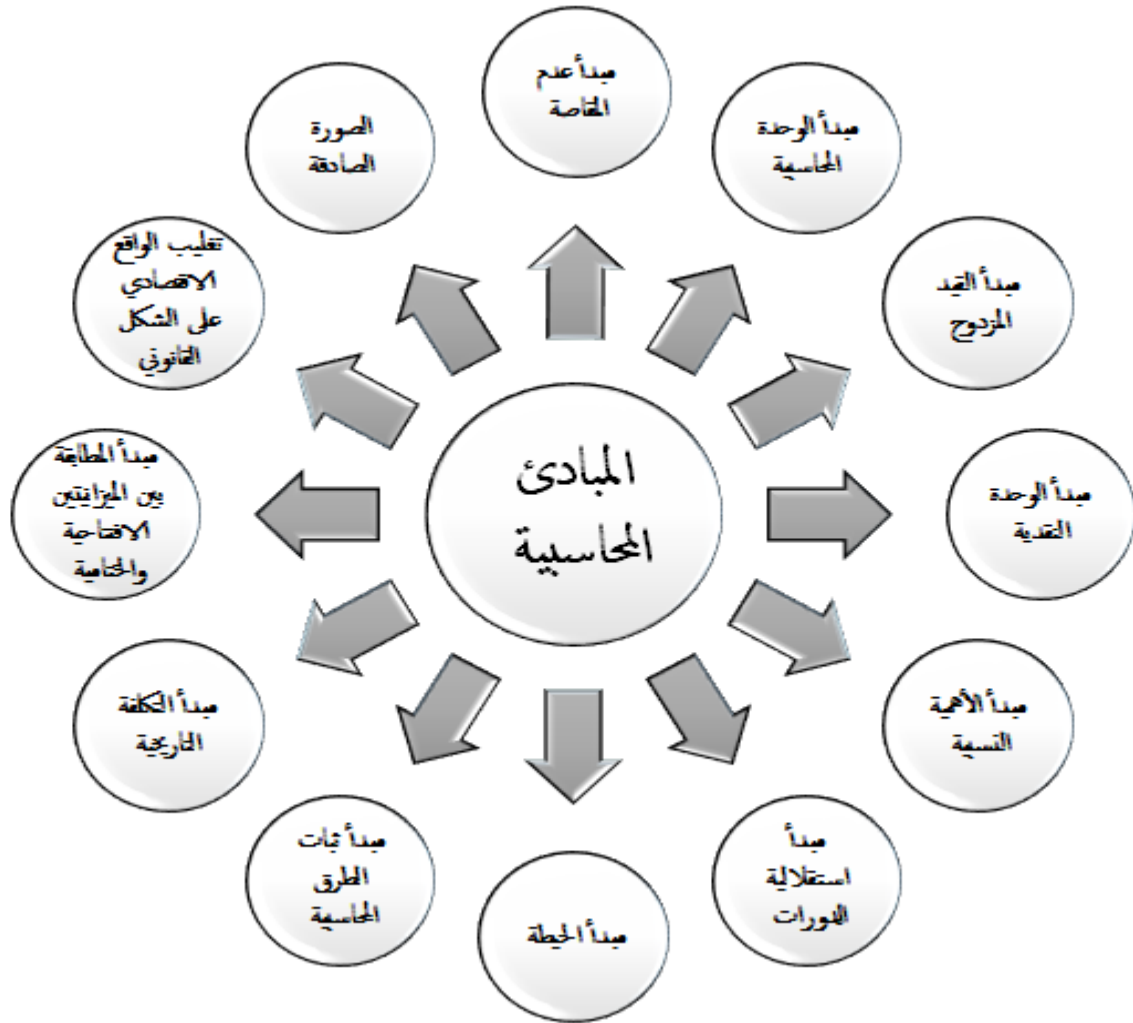 المبادئ
المحاسبية
مبدأ عدم
المقاصة
مبدأ الوحدة
المحاسبية
مبدأ القيد
المزدوج
مبدأ الوحدة
النقدية
مبدأ الأهمية
النسبية
مبدأ
استقلالية
الدورات
مبدأ الحيطة
مبدأ ثبات
الطرق
المحاسبية
مبدأ التكلفة
التاريخية
مبدأ المطابقة
بين الميزانيتين
الافتتاحية
والختامية
تغليب الواقع
الاقتصادي
على الشكل
القانوني
الصورة
الصادقة